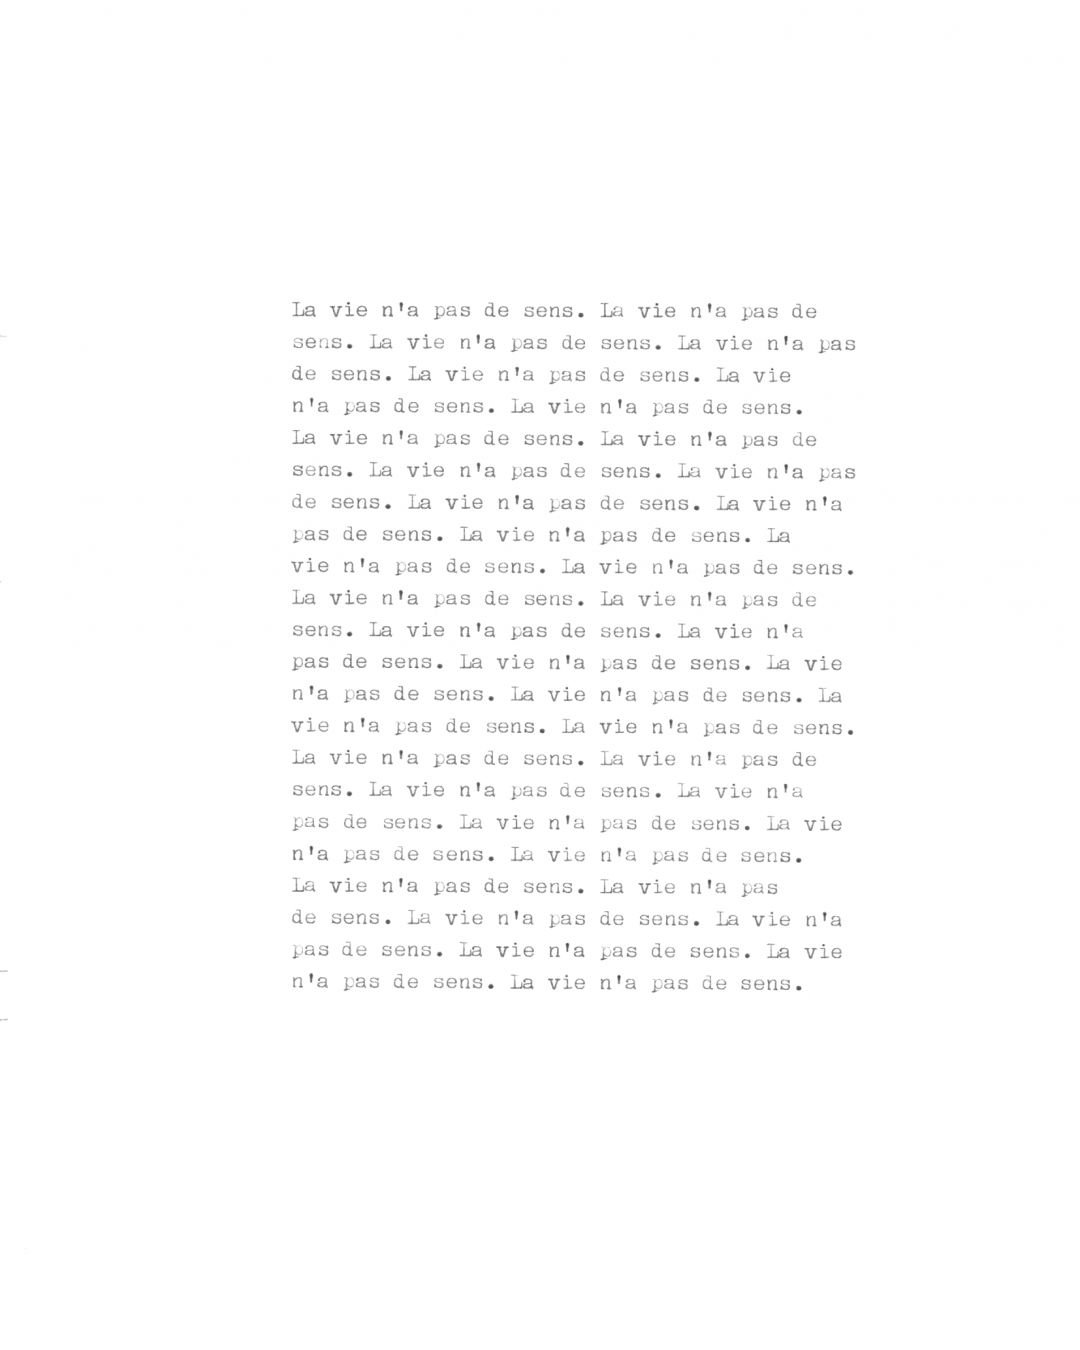 La vie n'a pas de sens. La vie n'a pas de
sens. La vie n'a pas de sens. La vie n'a pas
de sens. La vie n'a pas de sens. La vie
n'a pas de sens. La vie n'a pas de sens.
La vie n'a pas de sens. La vie n'a pas de
sens. La vie n'a pas de sens. La vie n'a pas
de sens. La vie n'a pas de sens. La vie n'a
pas de sens. La vie n'a pas de sens. La
vie n'a pas de sens. La vie n'a pas de sens.
La vie n'a pas de sens. La vie n'a pas de
sens. La vie n'a pas de sens. La vie n'a
pas de sens. La vie n'a pas de sens. La vie
n'a pas de sens. La vie n'a pas de sens. La
vie n'a pas de sens. La vie n'a pas de sens.
La vie n'a pas de sens. La vie n'a pas de
sens. La vie n'a pas de sens. La vie n'a
pas de sens. La vie n'a pas de sens. La vie
n'a pas de sens. La vie n'a pas de sens.
La vie n'a pas de sens. La vie n'a pas
de sens. La vie n'a pas de sens. La vie n'a
pas de sens. La vie n'a pas de sens. La vie
n'a pas de sens. La vie n'a pas de sens.